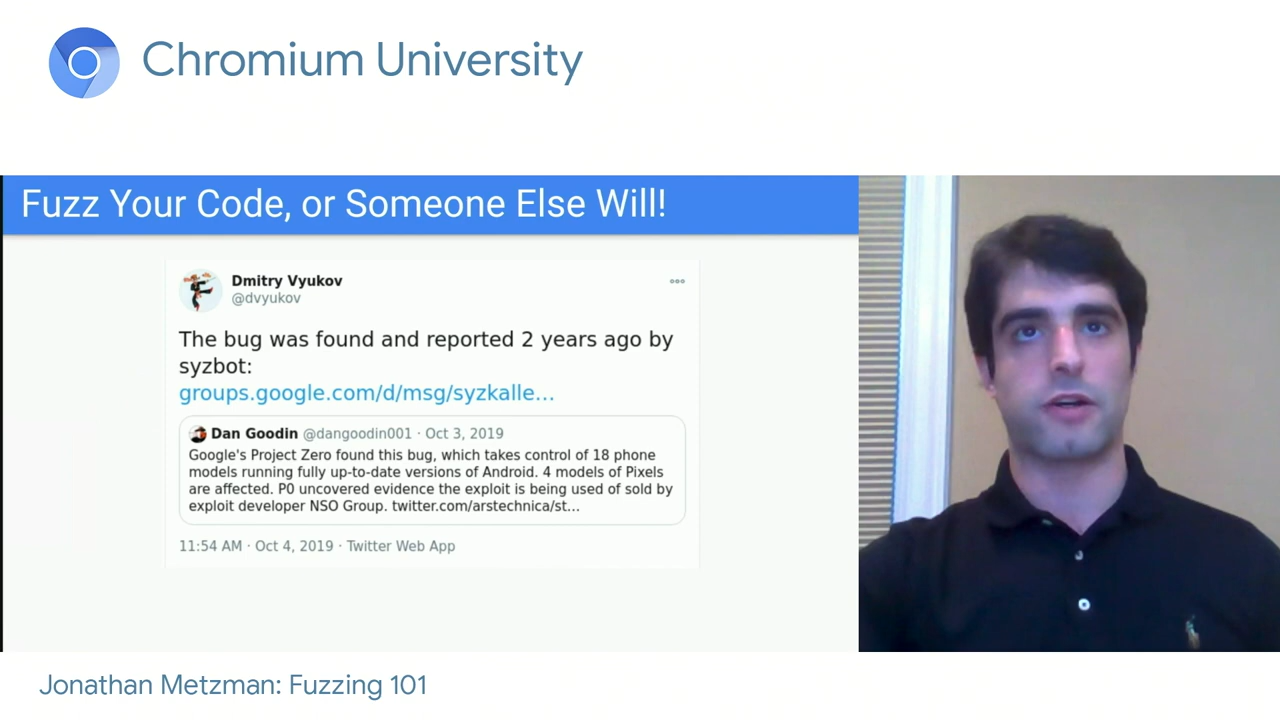 Chromium University
Fuzz Your Code, or Someone Else Will!
Dmitry Vyukov
@dvyukov
The bug was found and reported 2 years ago by
syzbot:
groups.google.com/d/msg/syzkalle...
Dan Goodin @dangoodin001 · Oct 3, 2019
Google's Project Zero found this bug, which takes control of 18 phone
models running fully up-to-date versions of Android. 4 models of Pixels
are affected. P0 uncovered evidence the exploit is being used of sold by
exploit developer NSO Group. twitter.com/arstechnica/st...
11:54 AM · Oct 4, 2019 · Twitter Web App
Jonathan Metzman: Fuzzing 101